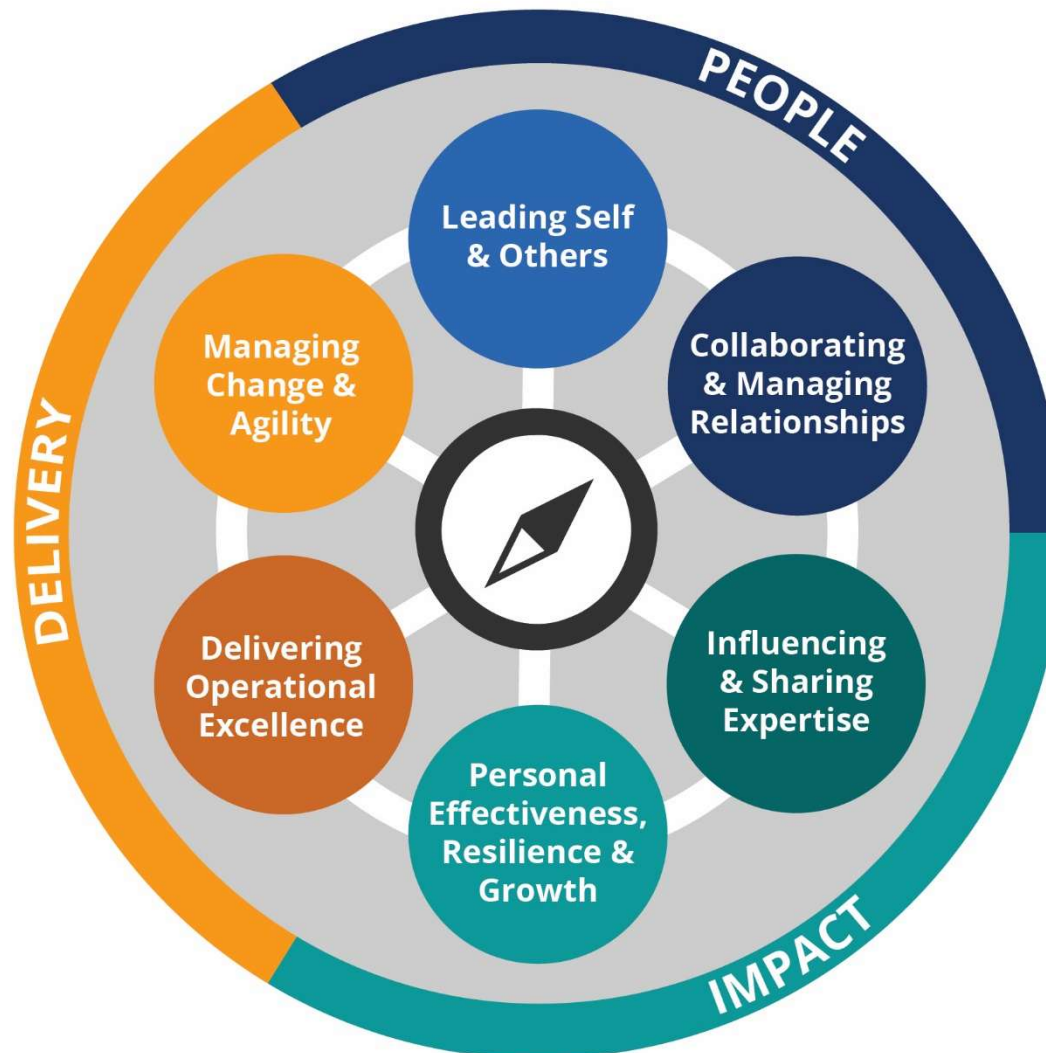 PEOPLE
Leading Self
& Others
Collaborating
& Managing
Relationships
Managing
Change &
Agility
DELIVERY
Delivering
Operational
Excellence
Influencing
& Sharing
Expertise
Personal
Effectiveness,
Resilience &
Growth
IMPACT